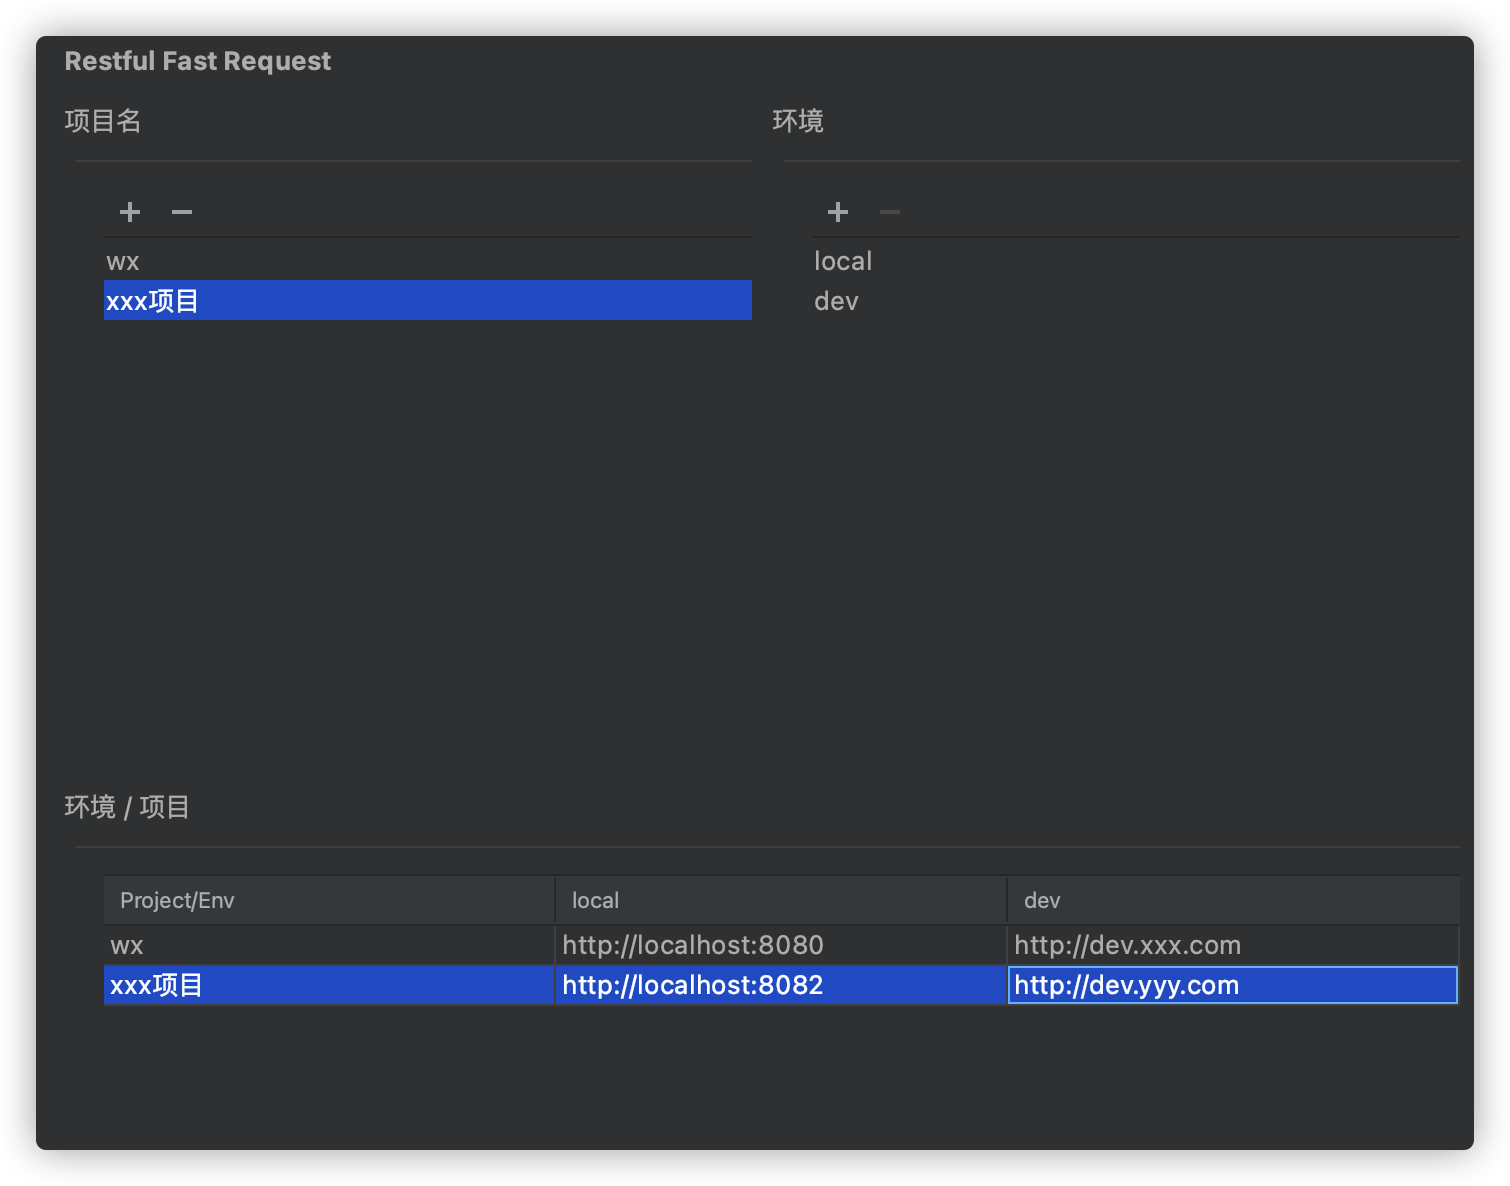 Restful Fast Request
项目名
环境
wx
xxx项目
local
dev
环境 / 项目
Project/Env local dev
wx http://localhost:8080 http://dev.xxx.com
xxx项目 http://localhost:8082 http://dev.yyy.com